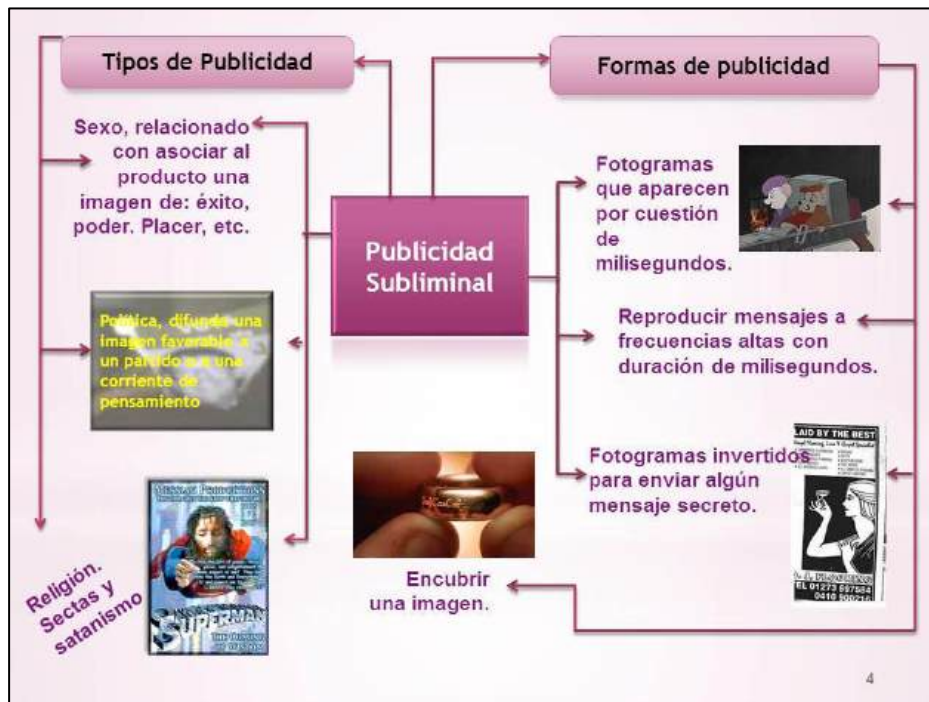 Tipos de Publicidad
Formas de publicidad
Sexo, relacionado
con asociar al
producto una
imagen de: éxito,
poder. Placer, etc.
Publicidad
Subliminal
Fotogramas
que aparecen
por cuestión
de
milisegundos.
Política, difunde una
imagen favorable a
un partido o a una
corriente de
pensamiento
Reproducir mensajes a
frecuencias altas con
duración de milisegundos.
Fotogramas invertidos
para enviar algún
mensaje secreto.
LAID BY THE BEST
TEL 01273
0410
Encubrir
una imagen.
Religión.
Sectas y
satanismo
SUPERMAN
4